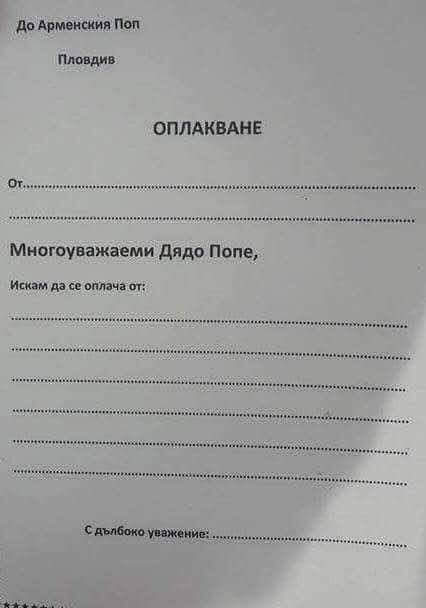 До Арменския Поп
Пловдив
ОПЛАКВАНЕ
От................................................................................
................................................................................
Многоуважаеми Дядо Попе,
Искам да се оплача от:
................................................................................
................................................................................
................................................................................
................................................................................
................................................................................
................................................................................
С дълбоко уважение: ........................................